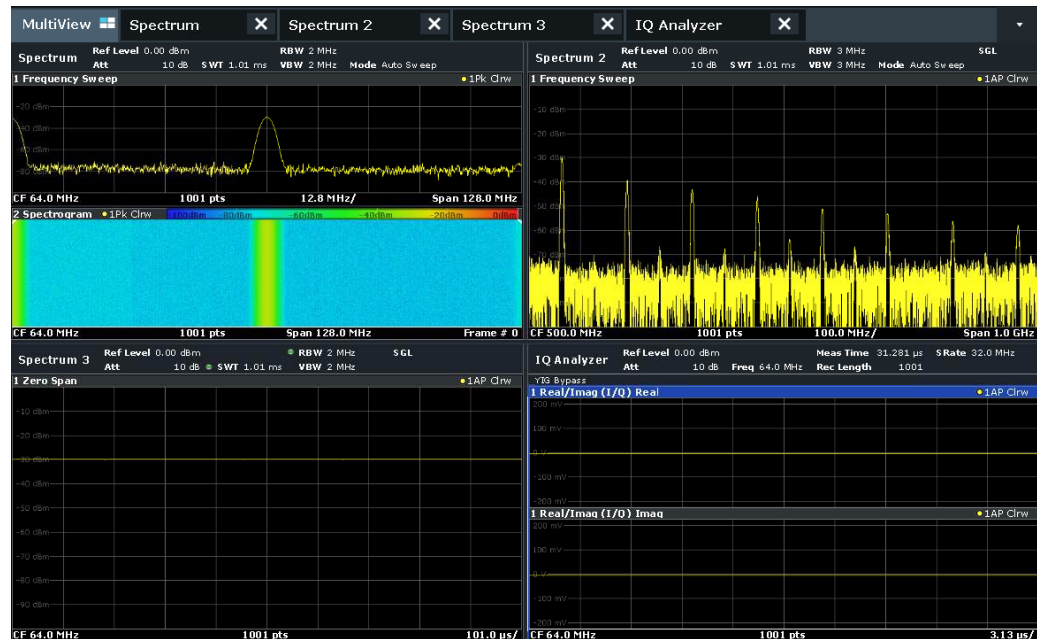 MultiView Spectrum X Spectrum 2 X Spectrum 3 X IQ Analyzer X
Spectrum Ref Level 0.00 dBm RBW 2 MHz
Att 10 dB SWT 1.01 ms VBW 2 MHz Mode Auto Sweep
1 Frequency Sweep 1Pk Clrw
-20 dBm
-80 dBm
CF 64.0 MHz 1001 pts 12.8 MHz/ Span 128.0 MHz
2 Spectrogram 1Pk Clrw -100dBm -80dBm -60dBm -40dBm -20dBm 0dBm
CF 64.0 MHz 1001 pts Span 128.0 MHz Frame # 0
Spectrum 2 Ref Level 0.00 dBm RBW 3 MHz SGL
Att 10 dB SWT 1.01 ms VBW 3 MHz Mode Auto Sweep
1 Frequency Sweep 1AP Clrw
-10 dBm
-20 dBm
-30 dBm
-40 dBm
-50 dBm
-60 dBm
-70 dBm
CF 500.0 MHz 1001 pts 100.0 MHz/ Span 1.0 GHz
Spectrum 3 Ref Level 0.00 dBm RBW 2 MHz SGL
Att 10 dB SWT 1.01 ms VBW 2 MHz
1 Zero Span 1AP Clrw
-10 dBm
-20 dBm
-30 dBm
-40 dBm
-50 dBm
-60 dBm
-70 dBm
-80 dBm
-90 dBm
CF 64.0 MHz 1001 pts 101.0 µs/
IQ Analyzer Ref Level 0.00 dBm Meas Time 31.281 µs SRate 32.0 MHz
Att 10 dB Freq 64.0 MHz Rec Length 1001
YIG Bypass
1 Real/Imag (I/Q) Real 1AP Clrw
200 mV
100 mV
0 V
-100 mV
-200 mV
1 Real/Imag (I/Q) Imag 1AP Clrw
200 mV
100 mV
0 V
-100 mV
-200 mV
CF 64.0 MHz 1001 pts 3.13 µs/